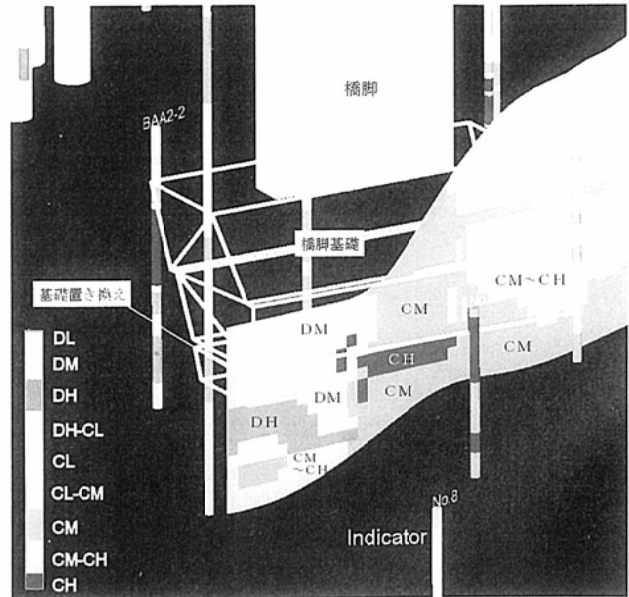 橋脚
BAA2-2
橋脚基礎
基礎置き換え
CM～CH
DM
CM
CH
CM
DM
CM
DH
CM
～CH
DL
DM
DH
DH-CL
CL
CL-CM
CM
CM-CH
CH
No.8
Indicator